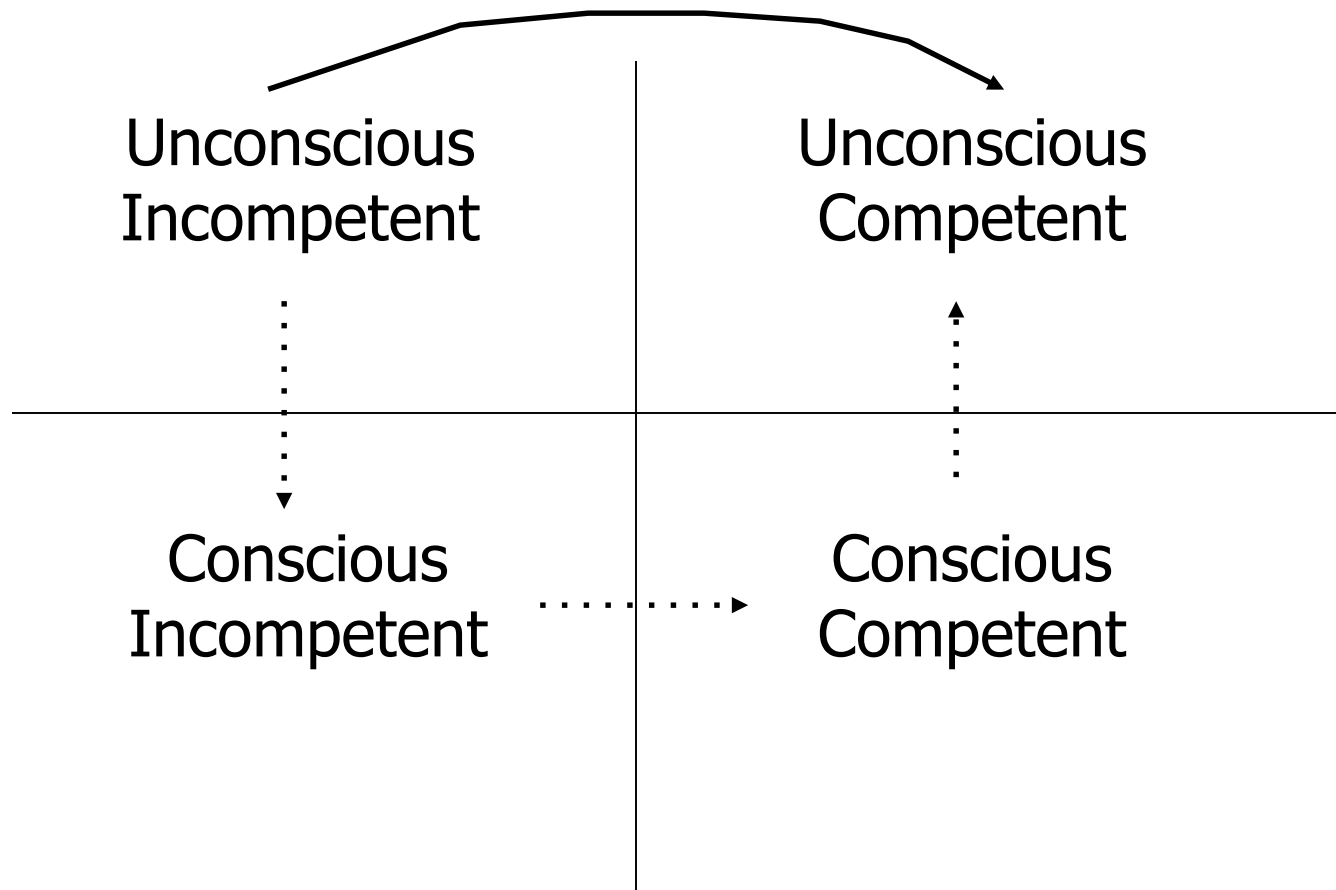 Unconscious
Incompetent
Unconscious
Competent
Conscious
Incompetent
Conscious
Competent